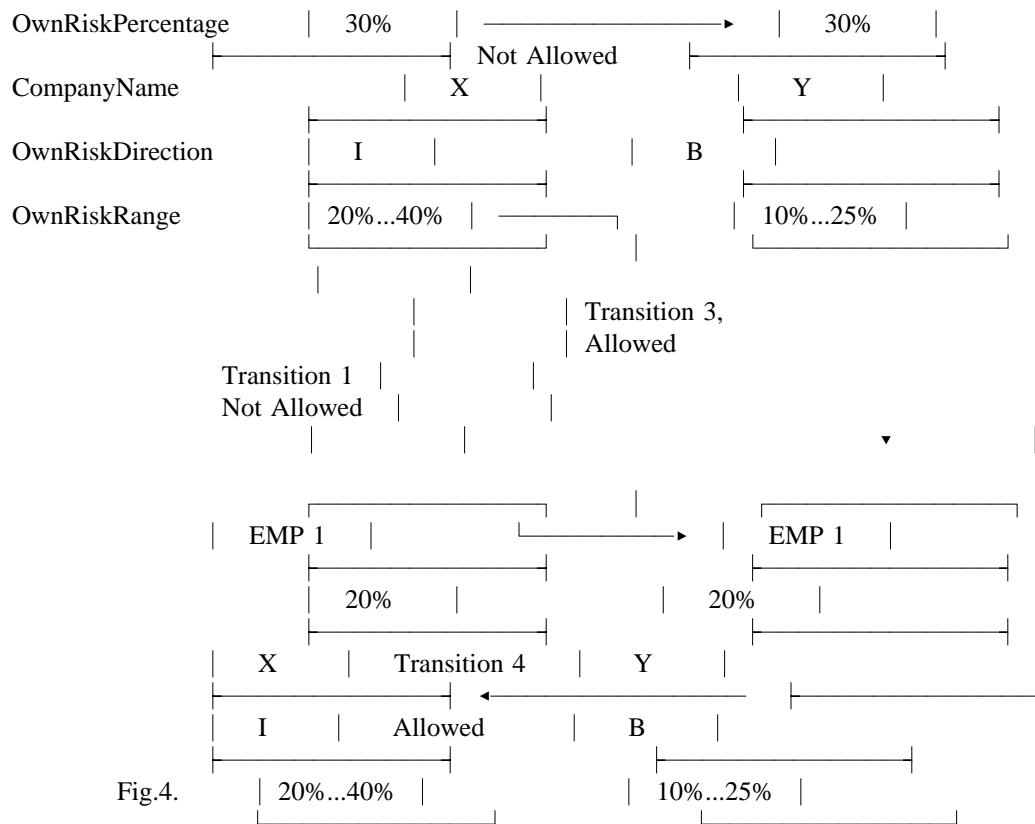 OwnRiskPercentage 30% 30%
Not Allowed
CompanyName X Y
OwnRiskDirection I B
OwnRiskRange 20%...40% 10%...25%
Transition 3,
Allowed
Transition 1
Not Allowed
EMP 1 EMP 1
20% 20%
X Transition 4 Y
I Allowed B
Fig.4. 20%...40% 10%...25%